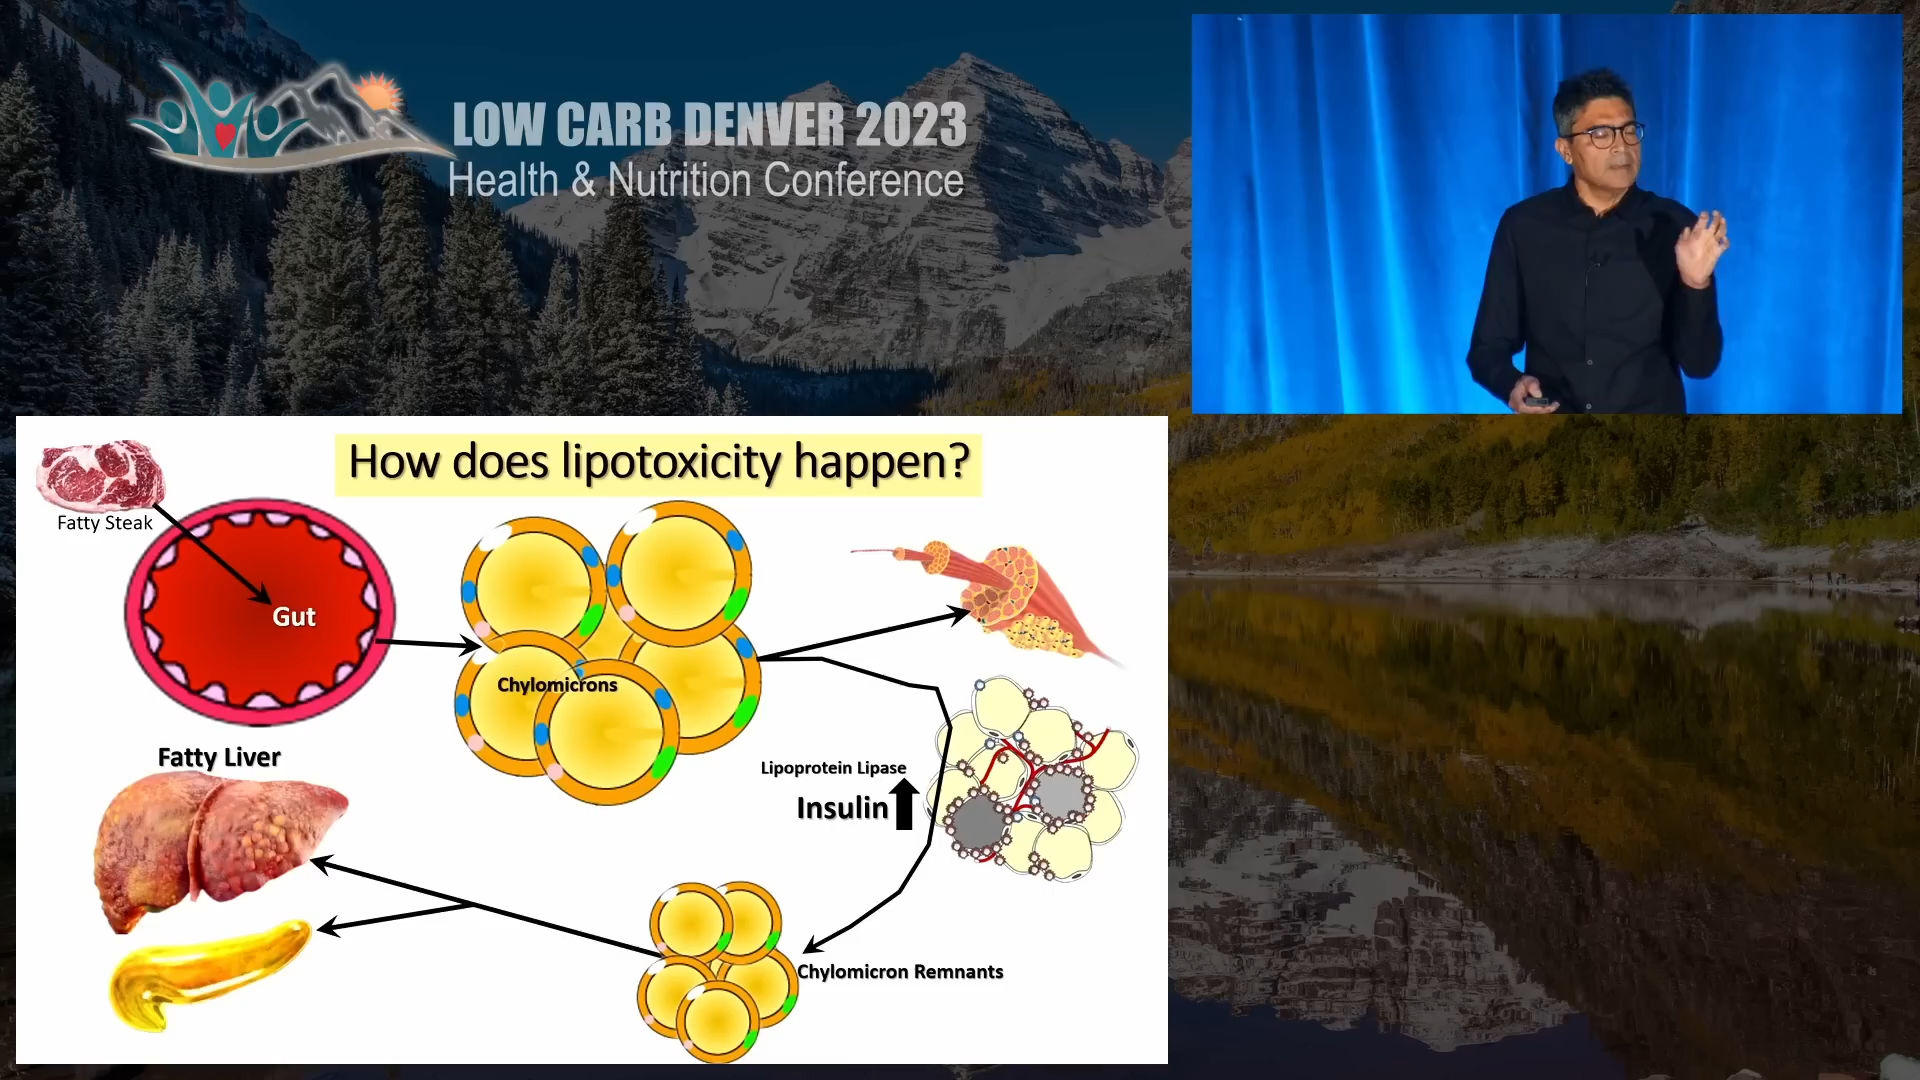 LOW CARB DENVER 2023
Health & Nutrition Conference
How does lipotoxicity happen?
Fatty Steak
Gut
Chylomicrons
Fatty Liver
Lipoprotein Lipase
Insulin
Chylomicron Remnants